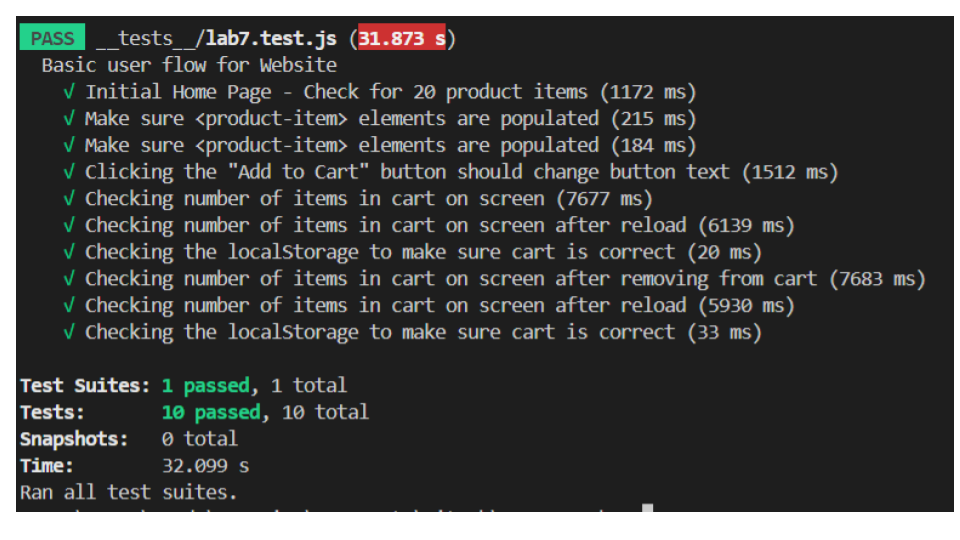 PASS __tests__/lab7.test.js (31.873 s)
Basic user flow for Website
√ Initial Home Page - Check for 20 product items (1172 ms)
√ Make sure <product-item> elements are populated (215 ms)
√ Make sure <product-item> elements are populated (184 ms)
√ Clicking the "Add to Cart" button should change button text (1512 ms)
√ Checking number of items in cart on screen (7677 ms)
√ Checking number of items in cart on screen after reload (6139 ms)
√ Checking the localStorage to make sure cart is correct (20 ms)
√ Checking number of items in cart on screen after removing from cart (7683 ms)
√ Checking number of items in cart on screen after reload (5930 ms)
√ Checking the localStorage to make sure cart is correct (33 ms)
Test Suites: 1 passed, 1 total
Tests: 10 passed, 10 total
Snapshots: 0 total
Time: 32.099 s
Ran all test suites.